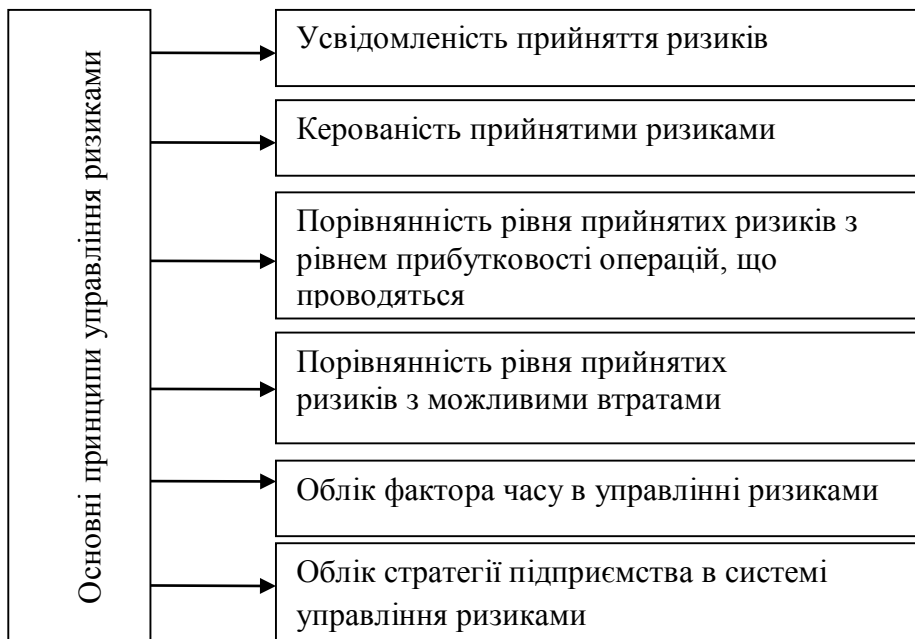 Основні принципи управління ризиками
Усвідомленість прийняття ризиків
Керованість прийнятими ризиками
Порівнянність рівня прийнятих ризиків з
рівнем прибутковості операцій, що
проводяться
Порівнянність рівня прийнятих
ризиків з можливими втратами
Облік фактора часу в управлінні ризиками
Облік стратегії підприємства в системі
управління ризиками